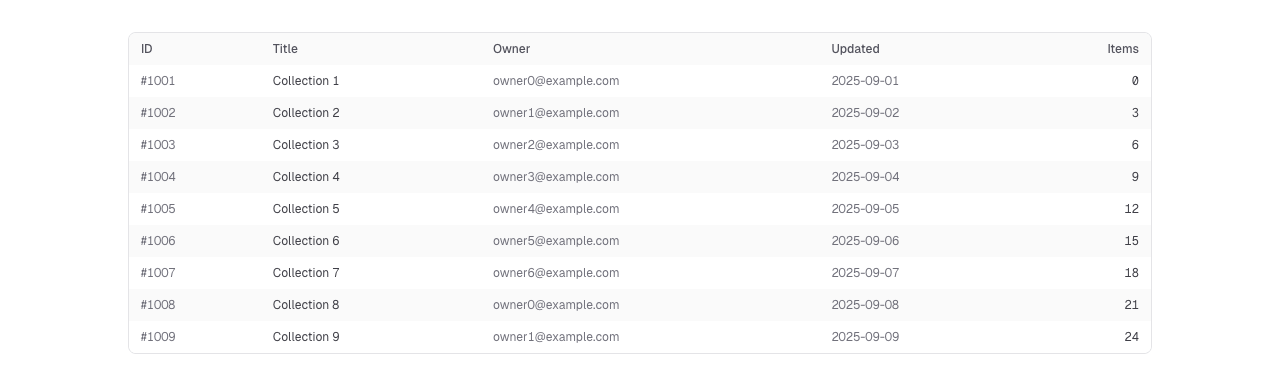 ID Title Owner Updated Items
#1001 Collection 1 owner0@example.com 2025-09-01 0
#1002 Collection 2 owner1@example.com 2025-09-02 3
#1003 Collection 3 owner2@example.com 2025-09-03 6
#1004 Collection 4 owner3@example.com 2025-09-04 9
#1005 Collection 5 owner4@example.com 2025-09-05 12
#1006 Collection 6 owner5@example.com 2025-09-06 15
#1007 Collection 7 owner6@example.com 2025-09-07 18
#1008 Collection 8 owner0@example.com 2025-09-08 21
#1009 Collection 9 owner1@example.com 2025-09-09 24